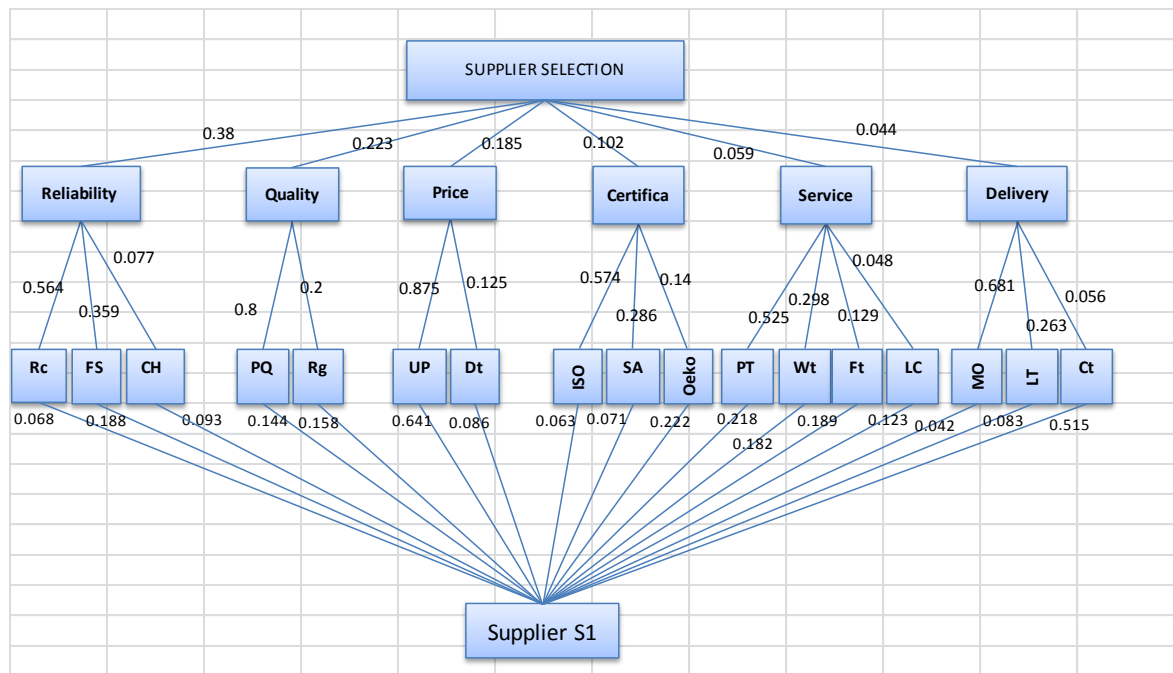 SUPPLIER SELECTION
0.38
0.223
0.185
0.102
0.059
0.044
Reliability
Quality
Price
Certifica
Service
Delivery
0.564
0.359
0.077
0.8
0.2
0.875
0.125
0.574
0.286
0.14
0.525
0.298
0.129
0.048
0.681
0.263
0.056
Rc
FS
CH
PQ
Rg
UP
Dt
ISO
SA
Oeko
PT
Wt
Ft
LC
MO
LT
Ct
0.068
0.188
0.093
0.144
0.158
0.641
0.086
0.063
0.071
0.222
0.218
0.182
0.189
0.123
0.042
0.083
0.515
Supplier S1